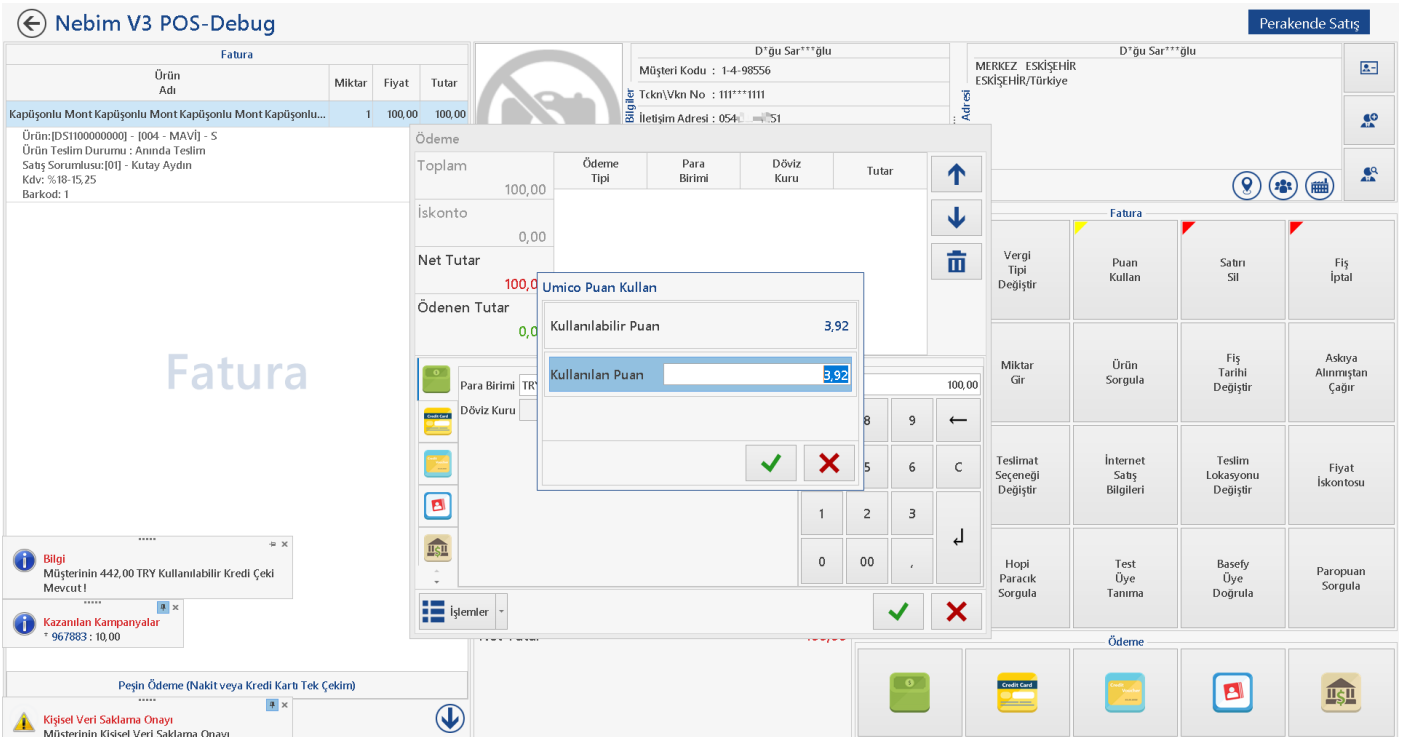 Nebim V3 POS-Debug
Perakende Satış
Fatura
Ürün
Adı
Miktar
Fiyat
Tutar
Kapüşonlu Mont Kapüşonlu Mont Kapüşonlu Mont Kapüşonlu... 1 100,00 100,00
Ürün:[DS1100000000] - [004 - MAVİ] - S
Ürün Teslim Durumu : Anında Teslim
Satış Sorumlusu:[01] - Kutay Aydın
Kdv: %18-15,25
Barkod: 1
Fatura
Bilgi
Müşterinin 442,00 TRY Kullanılabilir Kredi Çeki
Mevcut!
Kazanılan Kampanyalar
* 967883 : 10,00
Peşin Ödeme (Nakit veya Kredi Kartı Tek Çekim)
Kişisel Veri Saklama Onayı
Müşterinin Kişisel Veri Saklama Onayı
Bilgiler
D*ğu Sar***ğlu
Müşteri Kodu : 1-4-98556
Tckn\Vkn No : 111***1111
İletişim Adresi : 054
51
Adresi
D*ğu Sar***ğlu
MERKEZ ESKİŞEHİR
ESKİŞEHİR/Türkiye
Ödeme
Toplam
100,00
İskonto
0,00
Net Tutar
100,0
Ödenen Tutar
0,0
Ödeme
Tipi
Para
Birimi
Döviz
Kuru
Tutar
Umico Puan Kullan
Kullanılabilir Puan 3,92
Kullanılan Puan 3,92
Para Birimi TRY
100,00
Döviz Kuru
8 9
5 6 C
1 2 3
0 00 ,
İşlemler
Net Tutar 100,00
Fatura
Vergi
Tipi
Değiştir
Puan
Kullan
Satırı
Sil
Fiş
İptal
Miktar
Gir
Ürün
Sorgula
Fiş
Tarihi
Değiştir
Askıya
Alınmıştan
Çağır
Teslimat
Seçeneği
Değiştir
İnternet
Satış
Bilgileri
Teslim
Lokasyonu
Değiştir
Fiyat
İskontosu
Hopi
Paracık
Sorgula
Test
Üye
Tanıma
Basefy
Üye
Doğrula
Paropuan
Sorgula
Ödeme
Credit Card